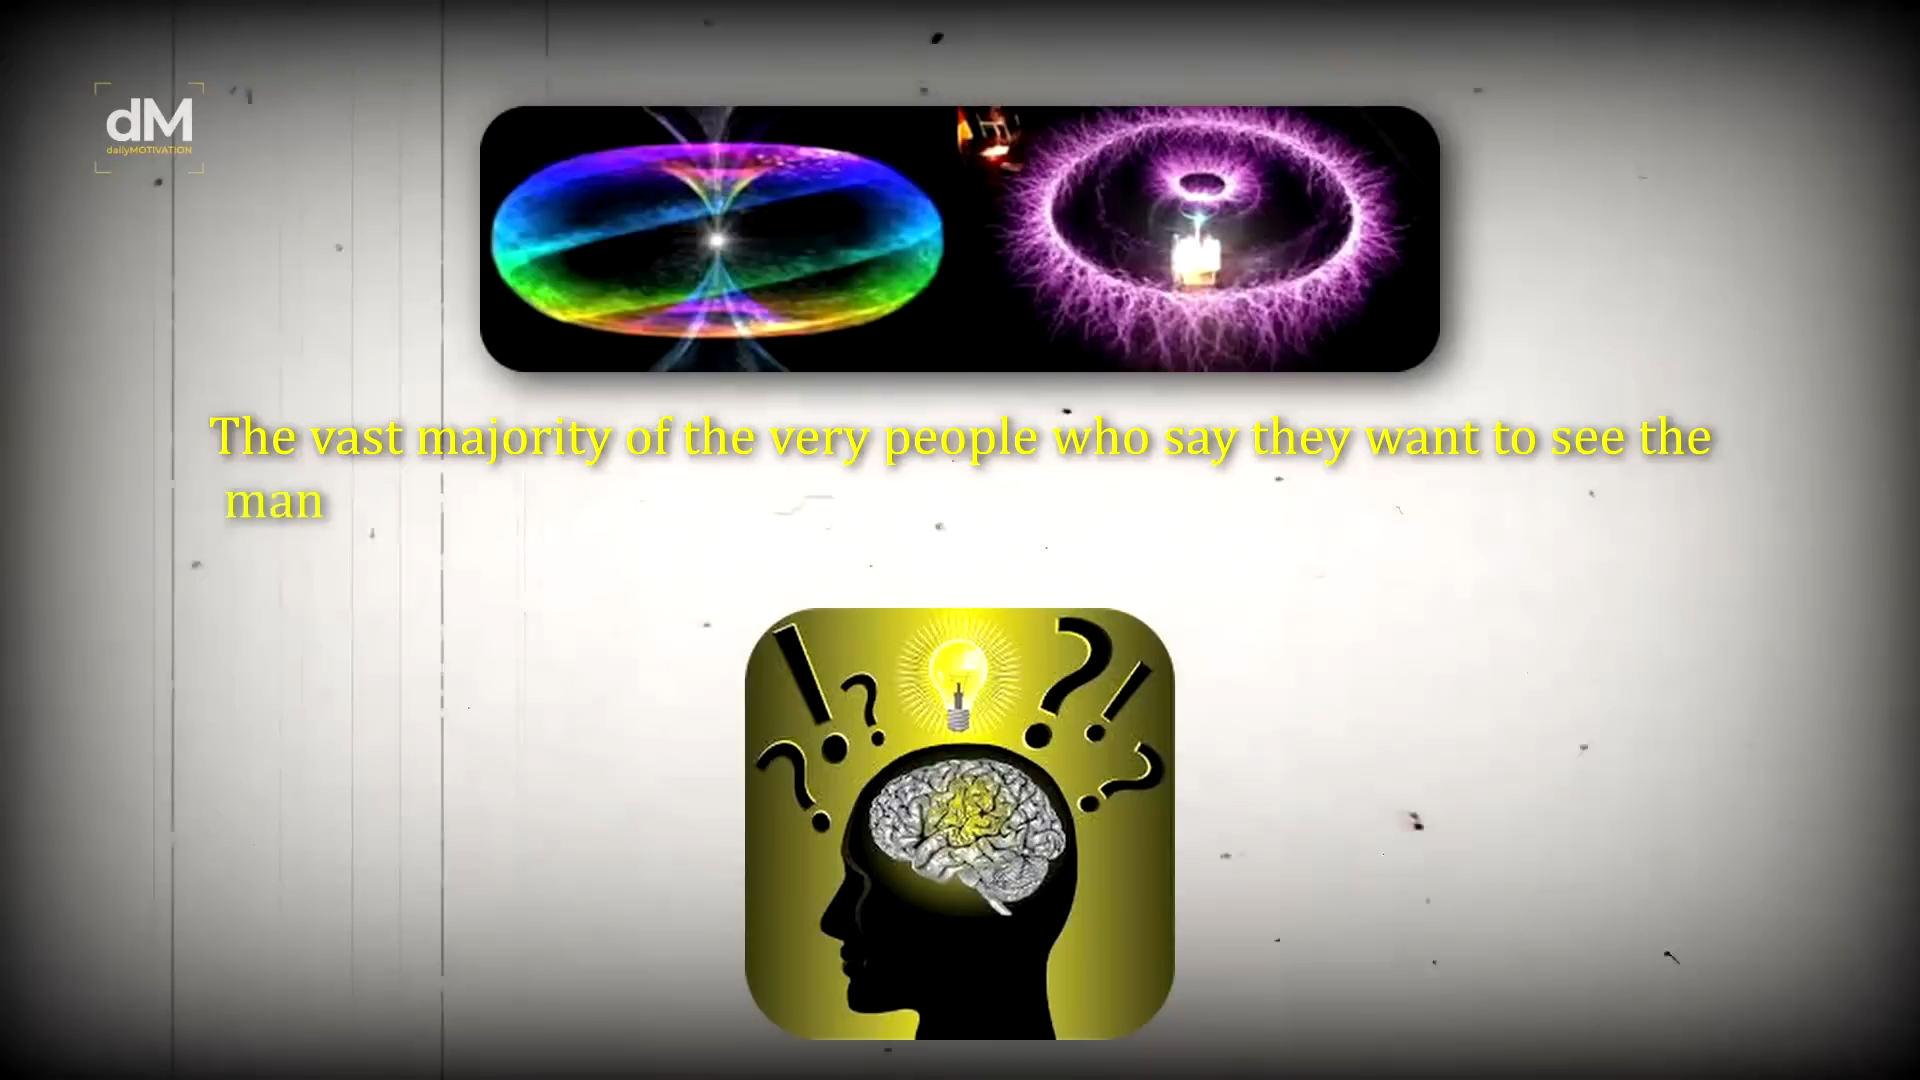 dM
dailyMOTIVATION
The vast majority of the very people who say they want to see the
man